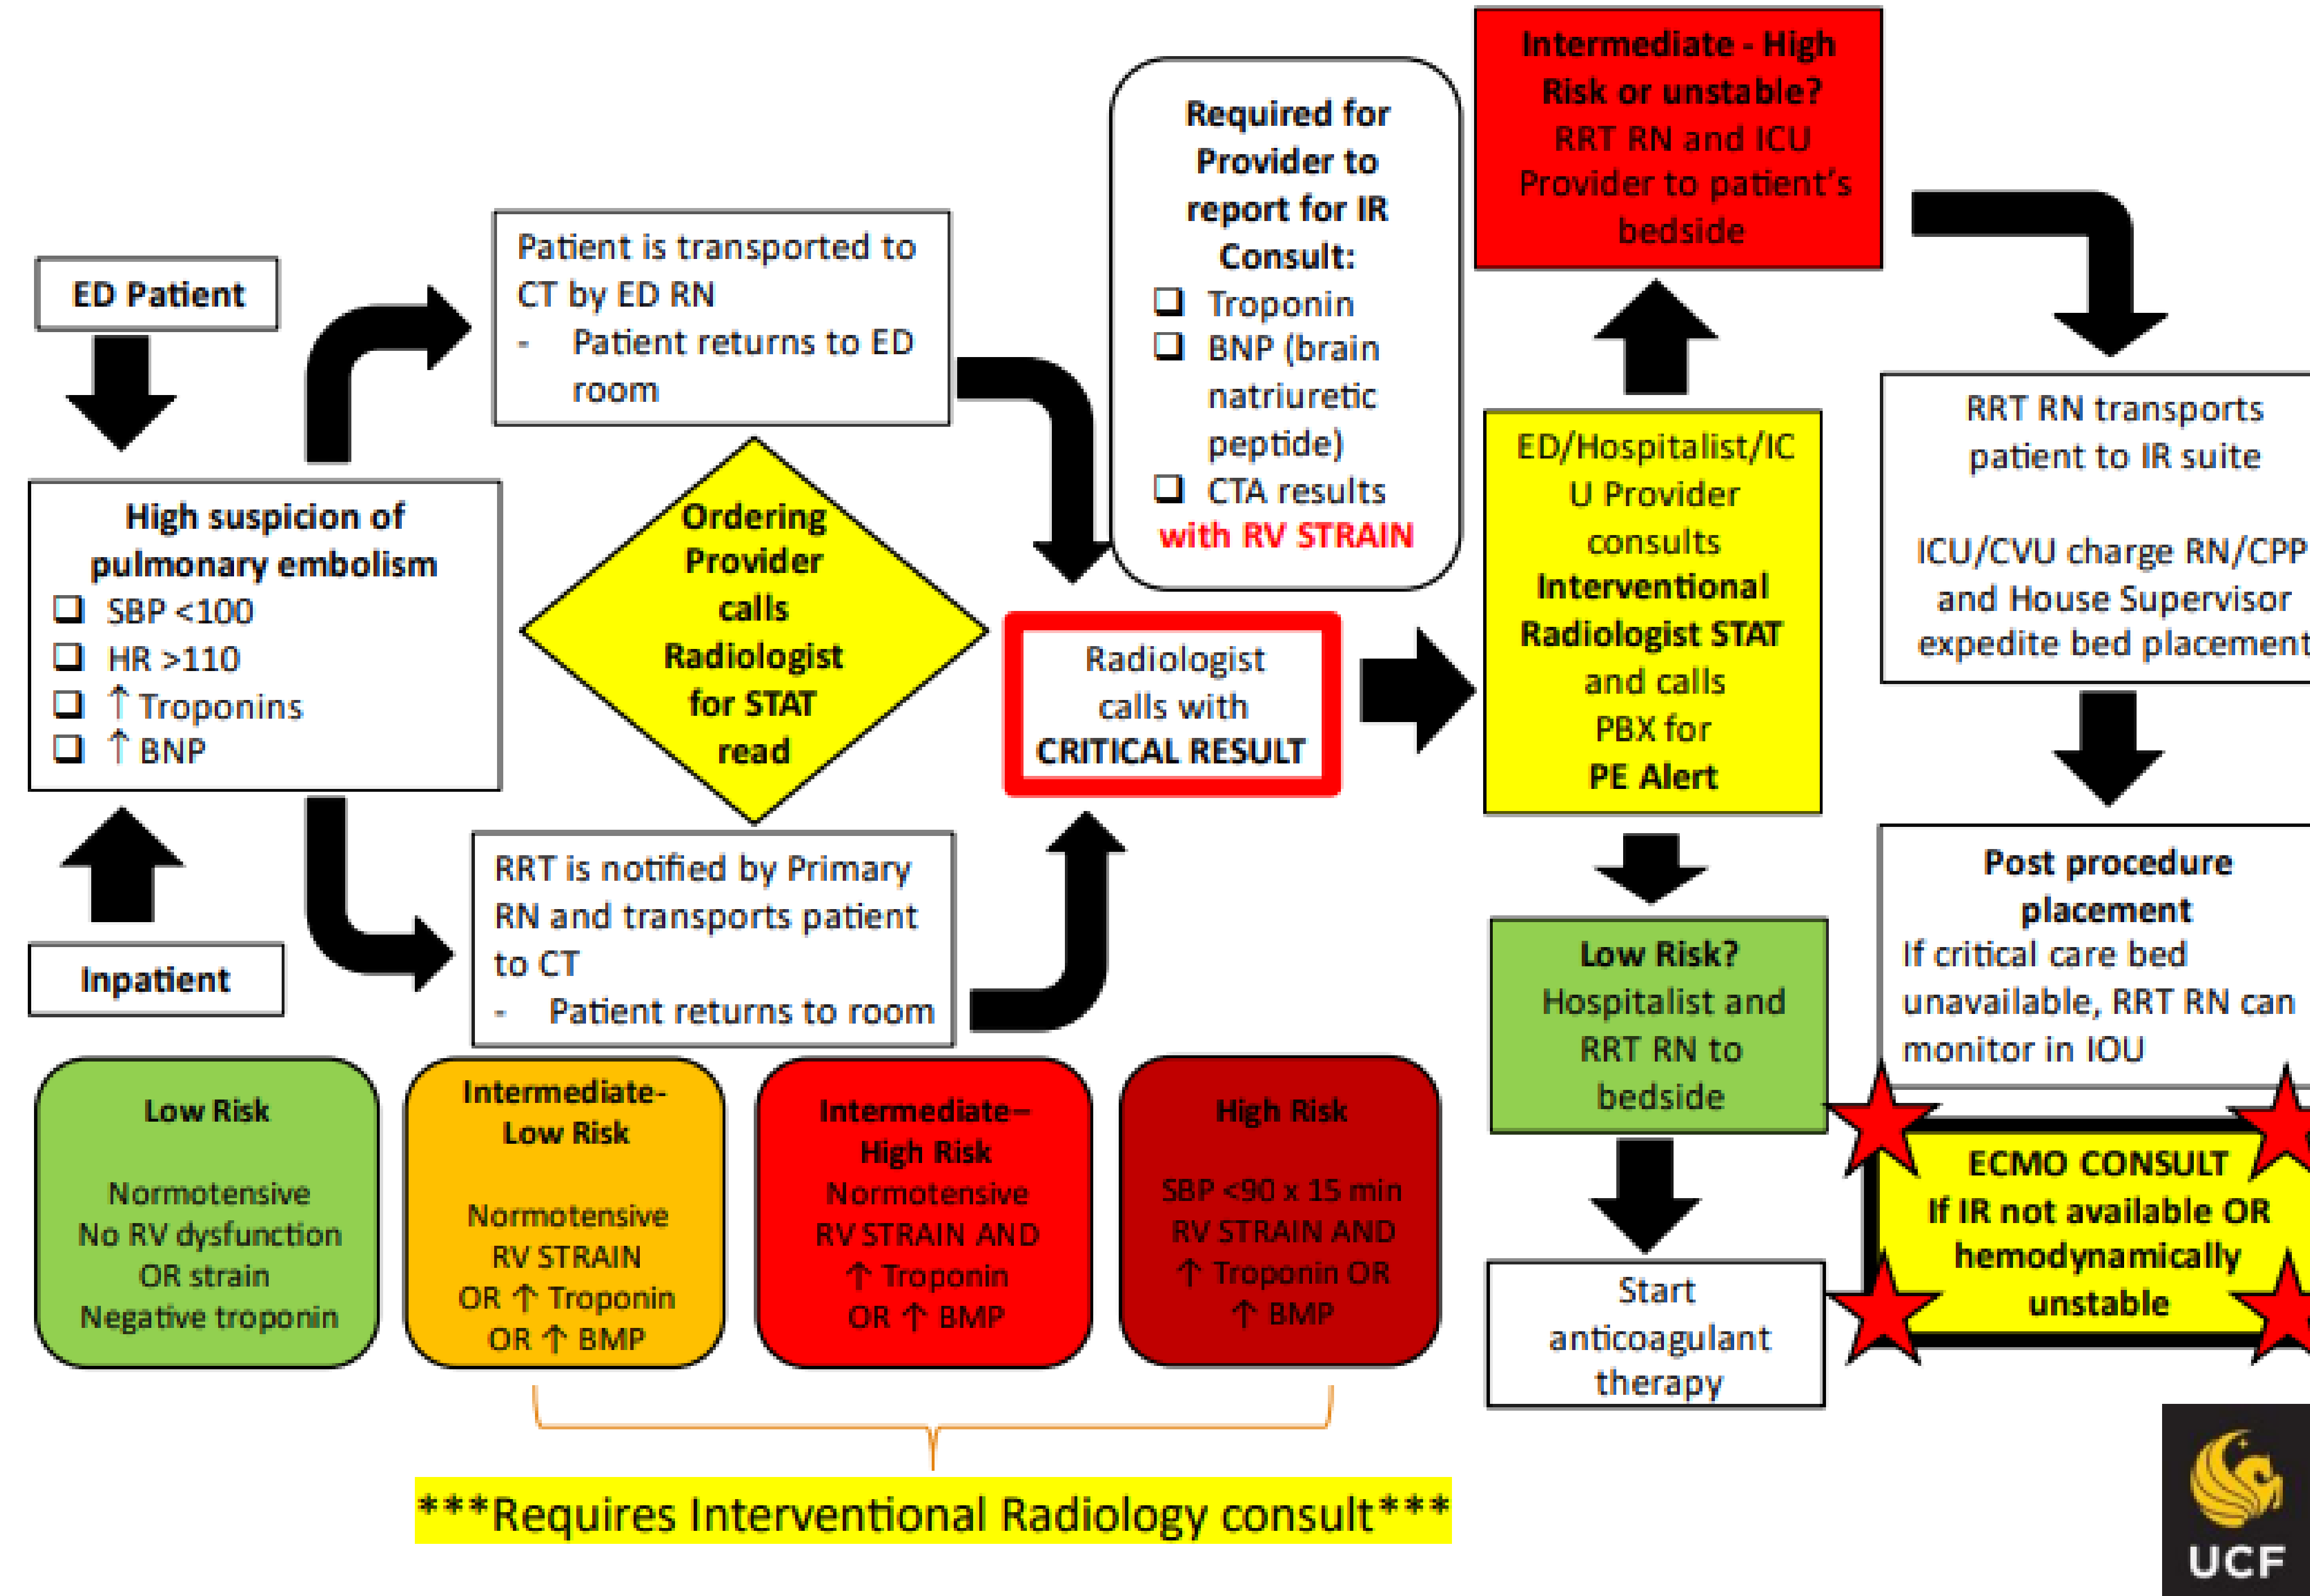 ED Patient
High suspicion of
pulmonary embolism
❑ SBP <100
❑ HR >110
❑ ↑ Troponins
❑ ↑ BNP
Inpatient
Patient is transported to
CT by ED RN
- Patient returns to ED
room
Ordering
Provider
calls
Radiologist
for STAT
read
RRT is notified by Primary
RN and transports patient
to CT
- Patient returns to room
Required for
Provider to
report for IR
Consult:
❑ Troponin
❑ BNP (brain
natriuretic
peptide)
❑ CTA results
with RV STRAIN
Radiologist
calls with
CRITICAL RESULT
Intermediate - High
Risk or unstable?
RRT RN and ICU
Provider to patient's
bedside
ED/Hospitalist/IC
U Provider
consults
Interventional
Radiologist STAT
and calls
PBX for
PE Alert
Low Risk?
Hospitalist and
RRT RN to
bedside
Start
anticoagulant
therapy
RRT RN transports
patient to IR suite
ICU/CVU charge RN/CPP
and House Supervisor
expedite bed placement
Post procedure
placement
If critical care bed
unavailable, RRT RN can
monitor in IOU
ECMO CONSULT
If IR not available OR
hemodynamically
unstable
Low Risk
Normotensive
No RV dysfunction
OR strain
Negative troponin
Intermediate-
Low Risk
Normotensive
RV STRAIN
OR ↑ Troponin
OR ↑ BMP
Intermediate–
High Risk
Normotensive
RV STRAIN AND
↑ Troponin
OR ↑ BMP
High Risk
SBP <90 x 15 min
RV STRAIN AND
↑ Troponin OR
↑ BMP
***Requires Interventional Radiology consult***
UCF